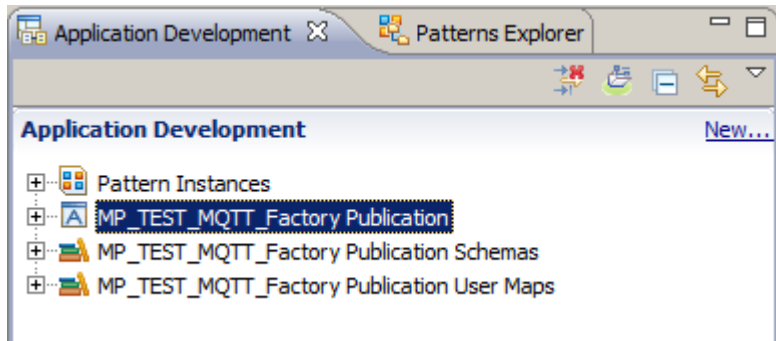 Application Development Patterns Explorer
Application Development New...
Pattern Instances
MP_TEST_MQTT_Factory Publication
MP_TEST_MQTT_Factory Publication Schemas
MP_TEST_MQTT_Factory Publication User Maps